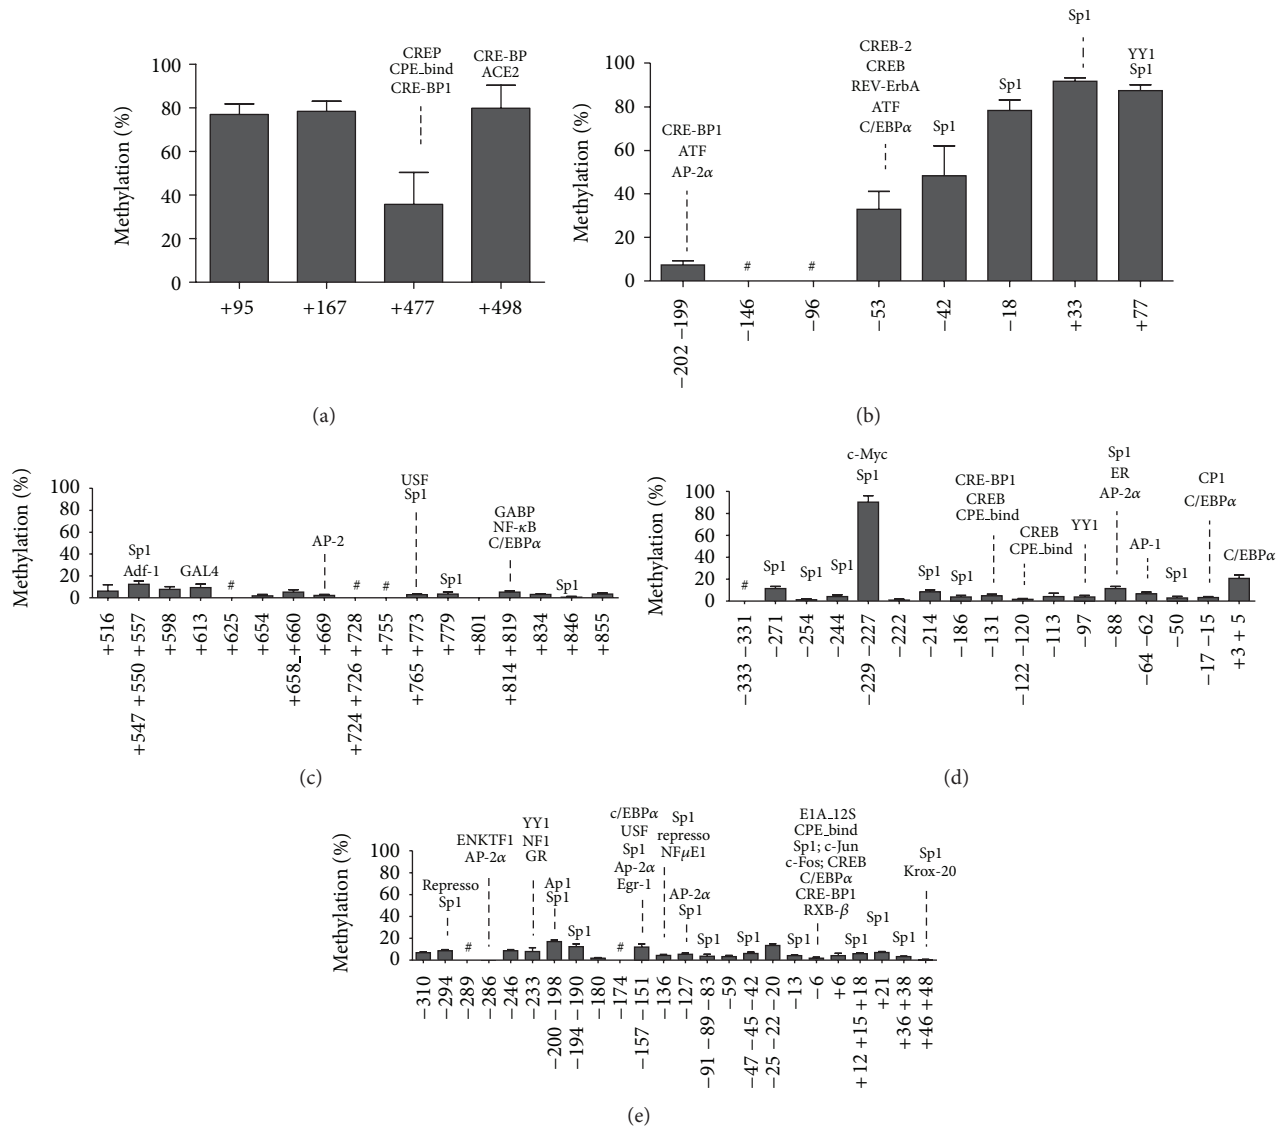 CREP
CPE_bind
CRE-BP1
CRE-BP
ACE2
Methylation (%)
100
80
60
40
20
0
+95
+167
+477
+498
(a)
CRE-BP1
ATF
AP-2α
CREB-2
CREB
REV-ErbA
ATF
C/EBPα
Sp1
Sp1
Sp1
YY1
Sp1
Methylation (%)
100
80
60
40
20
0
#
#
−202 −199
−146
−96
−53
−42
−18
+33
+77
(b)
Methylation (%)
100
80
60
40
20
0
Sp1
Adf-1
GAL4
#
AP-2
#
#
USF
Sp1
Sp1
GABP
NF-κB
C/EBPα
Sp1
+516
+547 +550 +557
+598
+613
+625
+654
+658_+660
+669
+724 +726 +728
+755
+765 +773
+779
+801
+814 +819
+834
+846
+855
(c)
Methylation (%)
100
80
60
40
20
0
#
Sp1
Sp1
Sp1
c-Myc
Sp1
Sp1
Sp1
CRE-BP1
CREB
CPE_bind
CREB
CPE_bind
YY1
Sp1
ER
AP-2α
AP-1
Sp1
CP1
C/EBPα
C/EBPα
−333 −331
−271
−254
−244
−229 −227
−222
−214
−186
−131
−122 −120
−113
−97
−88
−64 −62
−50
−17 −15
+3 + 5
(d)
Methylation (%)
100
80
60
40
20
0
Represso
Sp1
#
ENKTF1
AP-2α
YY1
NF1
GR
Ap1
Sp1
Sp1
#
c/EBPα
USF
Sp1
Ap-2α
Egr-1
Sp1
represso
NFμE1
AP-2α
Sp1
Sp1
Sp1
Sp1
E1A_12S
CPE_bind
Sp1; c-Jun
c-Fos; CREB
C/EBPα
CRE-BP1
RXB-β
Sp1
Sp1
Sp1
Sp1
Krox-20
−310
−294
−289
−286
−246
−233
−200 −198
−194 −190
−180
−174
−157 −151
−136
−127
−91 −89 −83
−59
−47 −45 −42
−25 −22 −20
−13
−6
+6
+12 +15 +18
+21
+36 +38
+46 +48
(e)